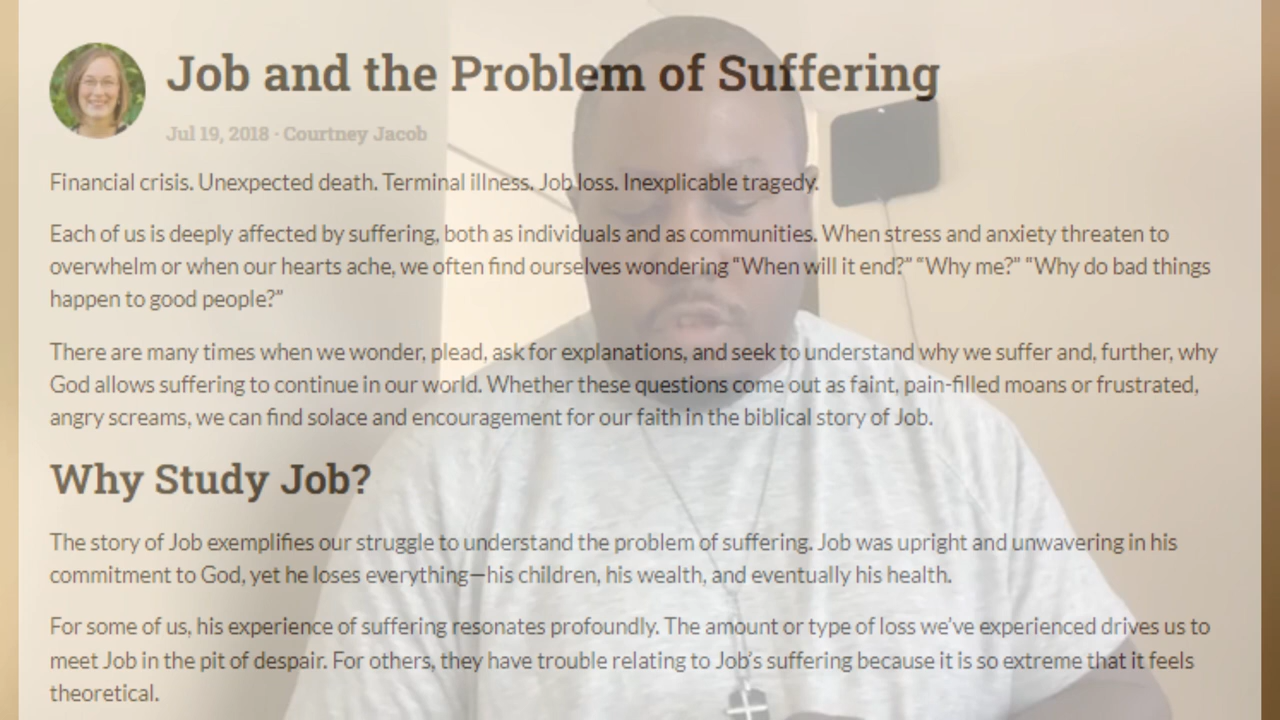 Job and the Problem of Suffering
Jul 19, 2018 · Courtney Jacob
Financial crisis. Unexpected death. Terminal illness. Job loss. Inexplicable tragedy.
Each of us is deeply affected by suffering, both as individuals and as communities. When stress and anxiety threaten to
overwhelm or when our hearts ache, we often find ourselves wondering “When will it end?” “Why me?” “Why do bad things
happen to good people?”
There are many times when we wonder, plead, ask for explanations, and seek to understand why we suffer and, further, why
God allows suffering to continue in our world. Whether these questions come out as faint, pain-filled moans or frustrated,
angry screams, we can find solace and encouragement for our faith in the biblical story of Job.
Why Study Job?
The story of Job exemplifies our struggle to understand the problem of suffering. Job was upright and unwavering in his
commitment to God, yet he loses everything—his children, his wealth, and eventually his health.
For some of us, his experience of suffering resonates profoundly. The amount or type of loss we’ve experienced drives us to
meet Job in the pit of despair. For others, they have trouble relating to Job’s suffering because it is so extreme that it feels
theoretical.